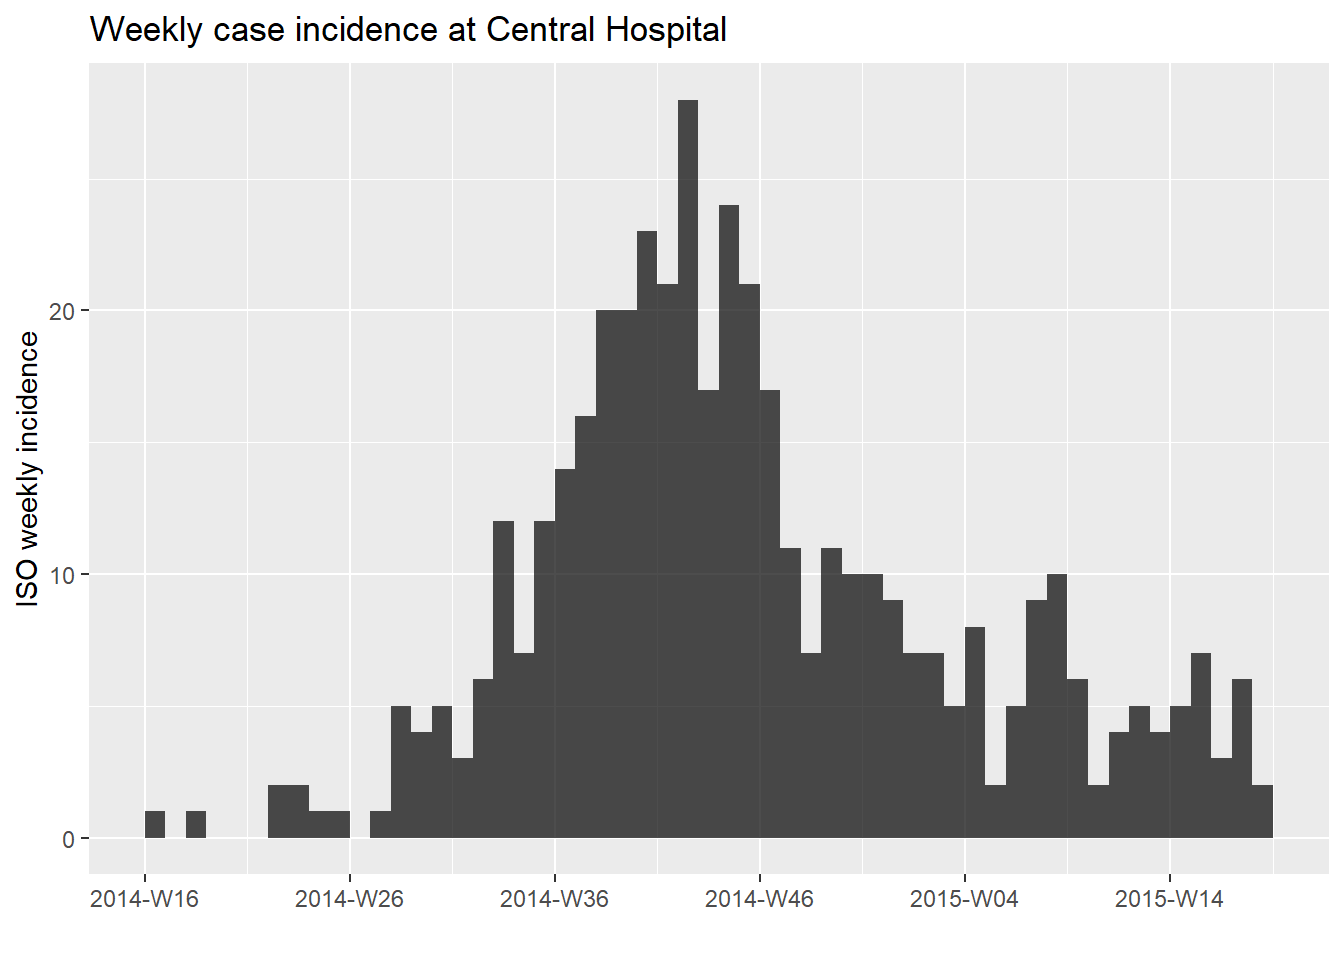 Weekly case incidence at Central Hospital
ISO weekly incidence
20
10
0
2014-W16
2014-W26
2014-W36
2014-W46
2015-W04
2015-W14